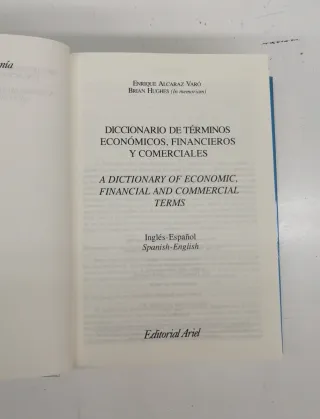 nía
ENRIQUE ALCARAZ VARÓ
BRIAN HUGHES (In memoriam)
DICCIONARIO DE TÉRMINOS
ECONÓMICOS, FINANCIEROS
Y COMERCIALES
A DICTIONARY OF ECONOMIC,
FINANCIAL AND COMMERCIAL
TERMS
Inglés-Español
Spanish-English
Editorial Ariel